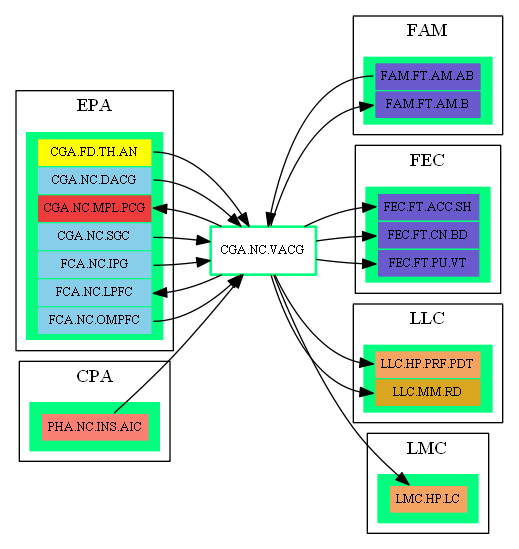 EPA
CGA.FD.TH.AN
CGA.NC.DACG
CGA.NC.MPL.PCG
CGA.NC.SGC
FCA.NC.IPG
FCA.NC.LPFC
FCA.NC.OMPFC
CPA
PHA.NC.INS.AIC
CGA.NC.VACG
FAM
FAM.FT.AM.AB
FAM.FT.AM.B
FEC
FEC.FT.ACC.SH
FEC.FT.CN.BD
FEC.FT.PU.VT
LLC
LLC.HP.PRF.PDT
LLC.MM.RD
LMC
LMC.HP.LC